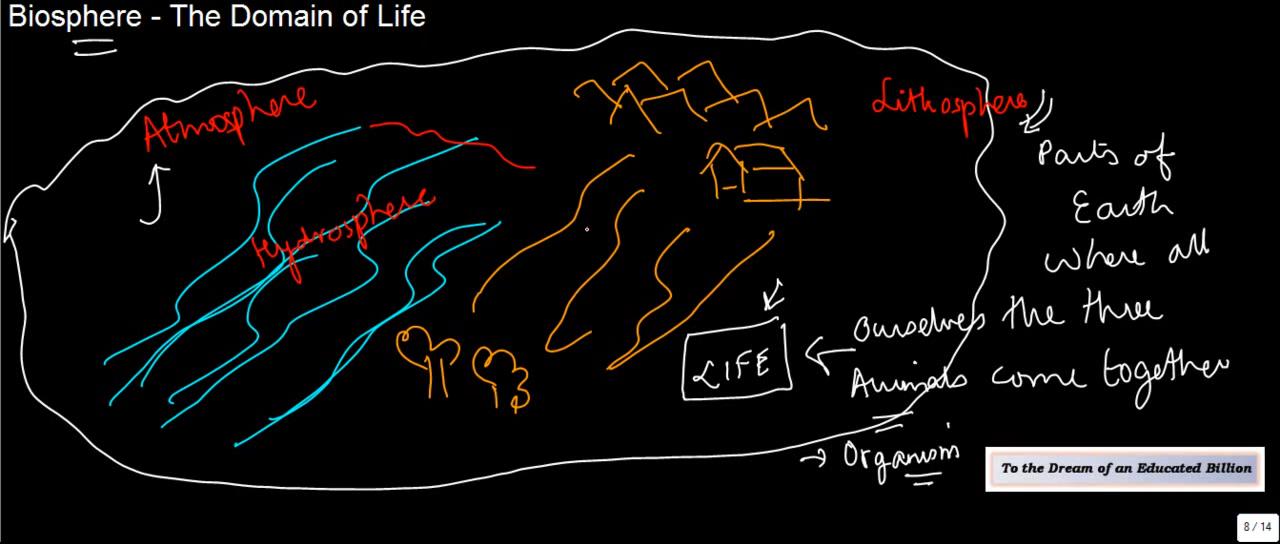 Biosphere - The Domain of Life
Atmosphere
Lithosphere
Hydrosphere
Parts of
Earth
where all
the three
come together
LIFE
Ourselves
Animals
Organism
To the Dream of an Educated Billion
8 / 14